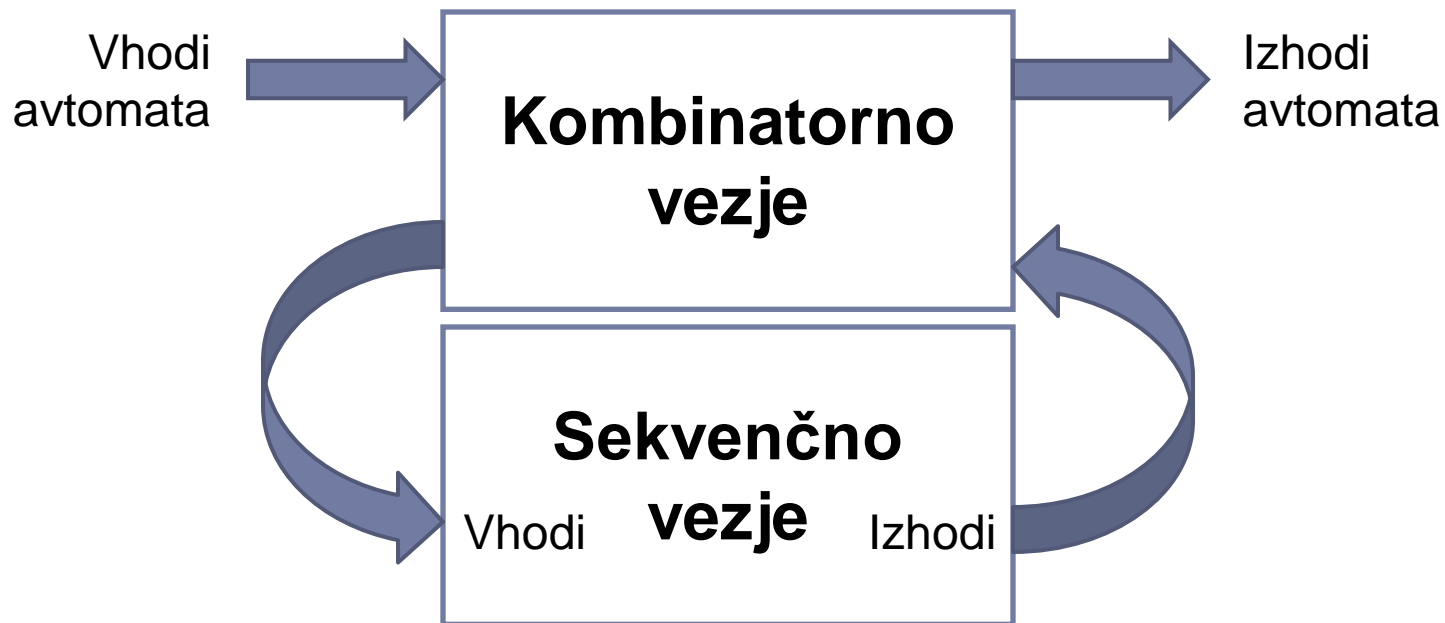 Vhodi
avtomata
Kombinatorno
vezje
Izhodi
avtomata
Sekvenčno
vezje
Vhodi
Izhodi